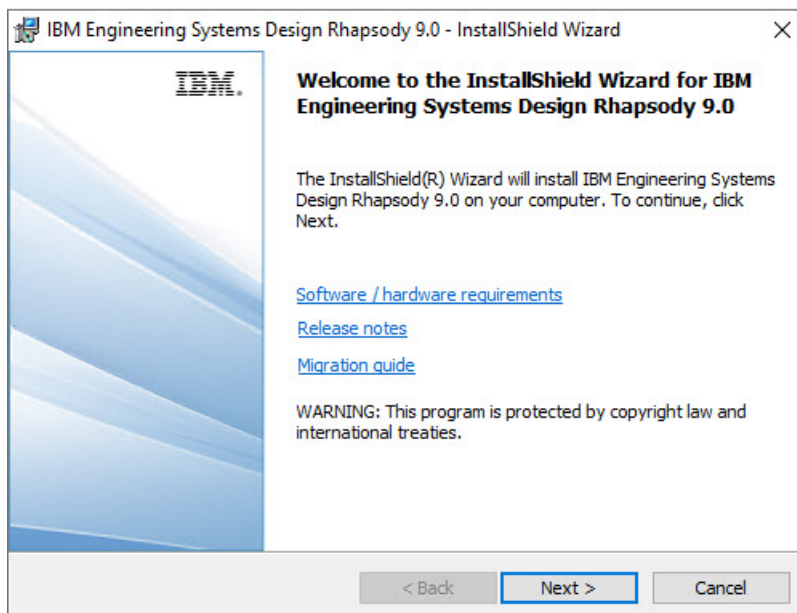 IBM Engineering Systems Design Rhapsody 9.0 - InstallShield Wizard
IBM.
Welcome to the InstallShield Wizard for IBM
Engineering Systems Design Rhapsody 9.0
The InstallShield(R) Wizard will install IBM Engineering Systems
Design Rhapsody 9.0 on your computer. To continue, click
Next.
Software / hardware requirements
Release notes
Migration guide
WARNING: This program is protected by copyright law and
international treaties.
< Back
Next >
Cancel